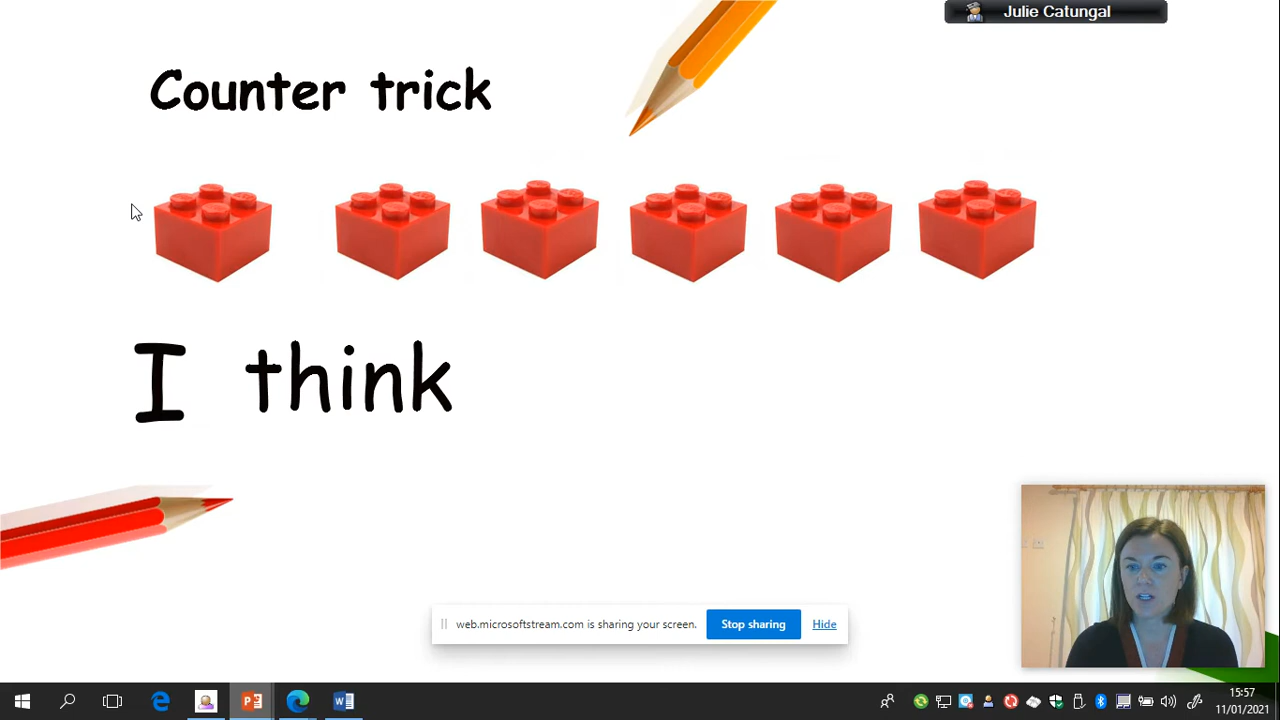 Julie Catungal
Counter trick
I think
web.microsoftstream.com is sharing your screen. Stop sharing Hide
15:57
11/01/2021